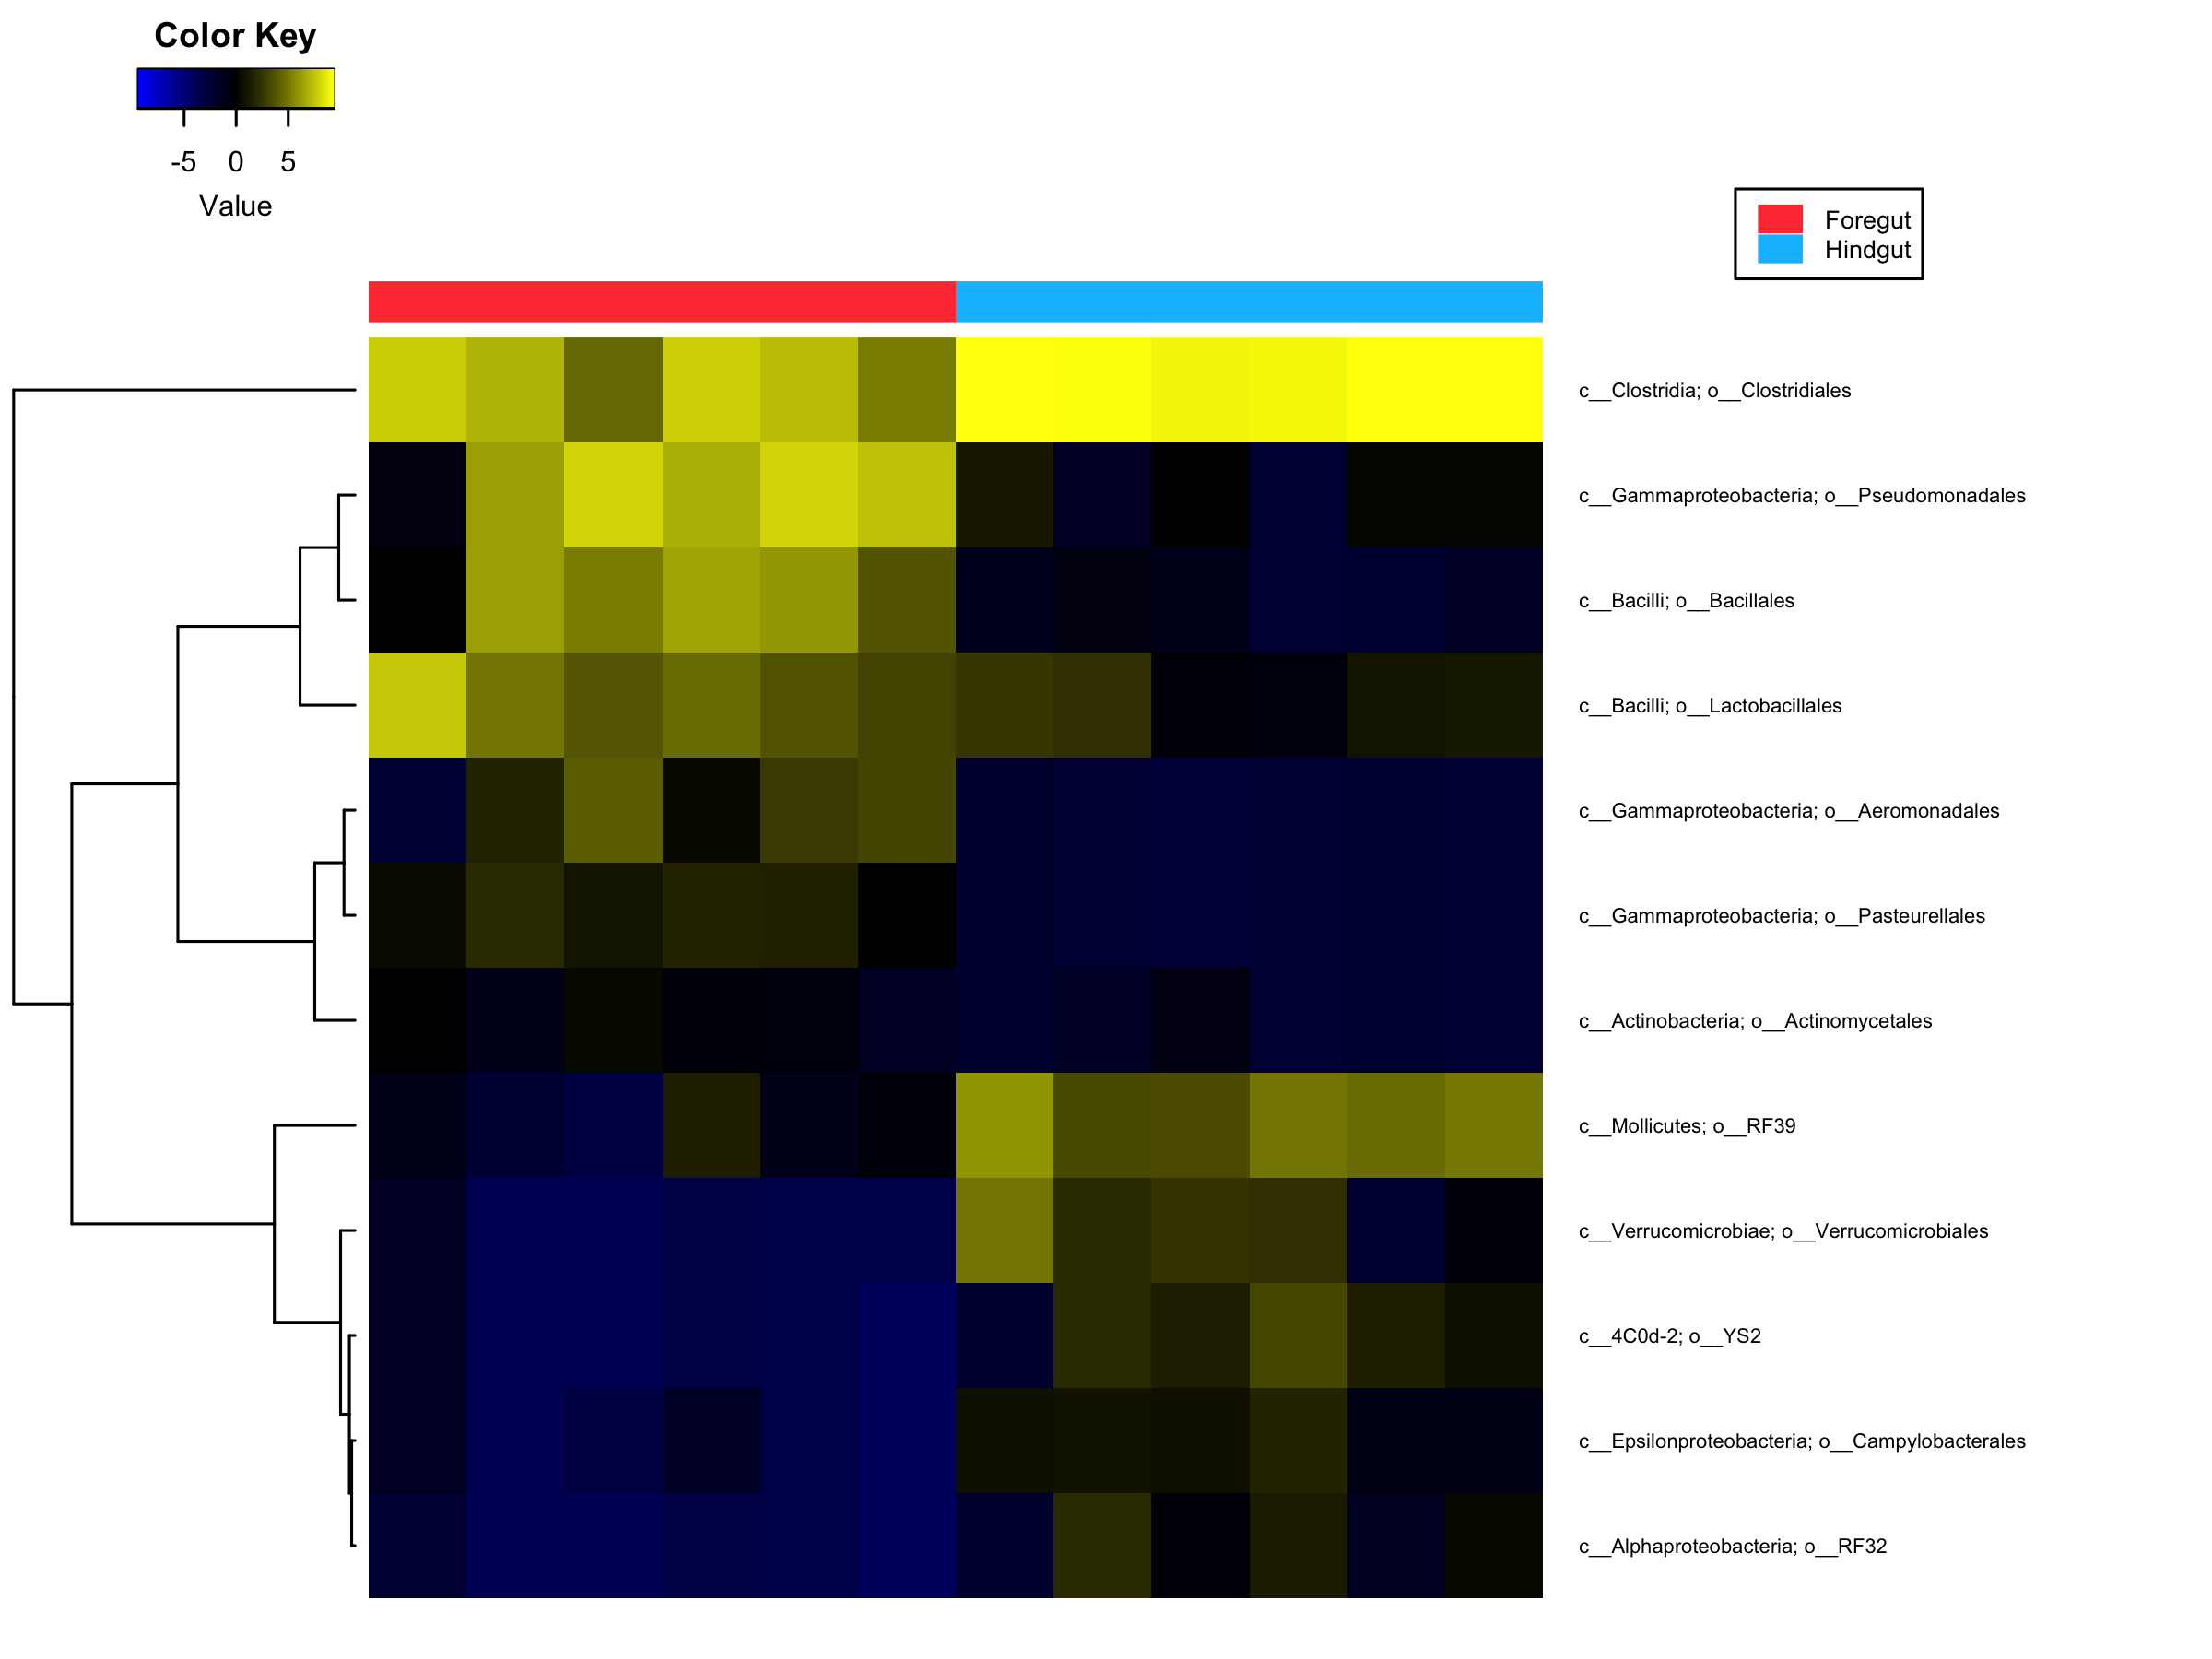 Color Key
-5 0 5
Value
Foregut
Hindgut
c__Clostridia; o__Clostridiales
c__Gammaproteobacteria; o__Pseudomonadales
c__Bacilli; o__Bacillales
c__Bacilli; o__Lactobacillales
c__Gammaproteobacteria; o__Aeromonadales
c__Gammaproteobacteria; o__Pasteurellales
c__Actinobacteria; o__Actinomycetales
c__Mollicutes; o__RF39
c__Verrucomicrobiae; o__Verrucomicrobiales
c__4C0d-2; o__YS2
c__Epsilonproteobacteria; o__Campylobacterales
c__Alphaproteobacteria; o__RF32